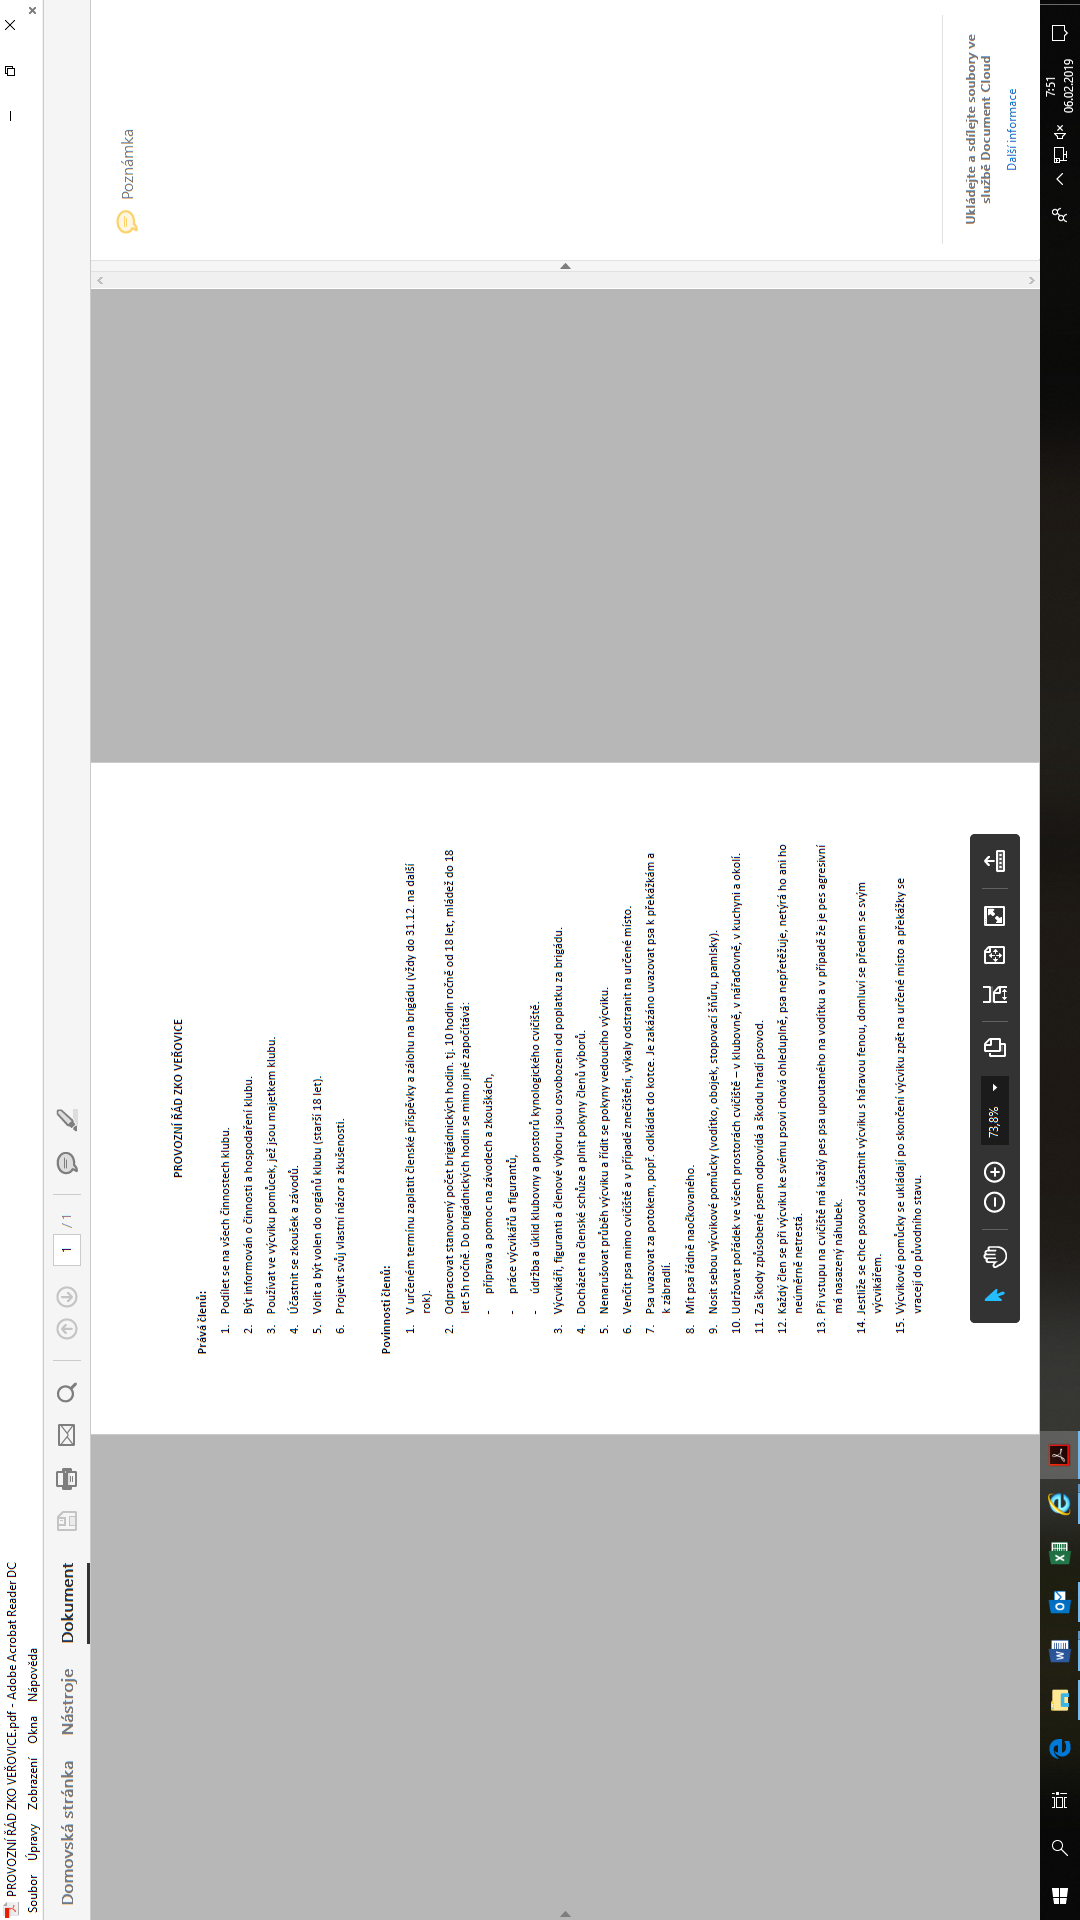 PROVOZNÍ ŘÁD ZKO VEŘOVICE.pdf - Adobe Acrobat Reader DC
Soubor Úpravy Zobrazení Okna Nápověda
Domovská stránka Nástroje Dokument
1 / 1
PROVOZNÍ ŘÁD ZKO VEŘOVICE
Práva členů:
1. Podílet se na všech činnostech klubu.
2. Být informován o činnosti a hospodaření klubu.
3. Používat ve výcviku pomůcek, jež jsou majetkem klubu.
4. Účastnit se zkoušek a závodů.
5. Volit a být volen do orgánů klubu (starší 18 let).
6. Projevit svůj vlastní názor a zkušenosti.
Povinnosti členů:
1. V určeném termínu zaplatit členské příspěvky a zálohu na brigádu (vždy do 31.12. na další
rok).
2. Odpracovat stanovený počet brigádnických hodin. tj. 10 hodin ročně od 18 let, mládež do 18
let 5h ročně. Do brigádnických hodin se mimo jiné započítává:
- příprava a pomoc na závodech a zkouškách,
- práce výcvikářů a figurantů,
- údržba a úklid klubovny a prostorů kynologického cvičiště.
3. Výcvikáři, figuranti a členové výboru jsou osvobozeni od poplatku za brigádu.
4. Docházet na členské schůze a plnit pokyny členů výborů.
5. Nenarušovat průběh výcviku a řídit se pokyny vedoucího výcviku.
6. Venčit psa mimo cvičiště a v případě znečištění, výkaly odstranit na určené místo.
7. Psa uvazovat za potokem, popř. odkládat do kotce. Je zakázáno uvazovat psa k překážkám a
k zábradlí.
8. Mít psa řádně naočkovaného.
9. Nosit sebou výcvikové pomůcky (vodítko, obojek, stopovací šňůru, pamlsky).
10. Udržovat pořádek ve všech prostorách cvičiště – v klubovně, v nářaďovně, v kuchyni a okolí.
11. Za škody způsobené psem odpovídá a škodu hradí psovod.
12. Každý člen se při výcviku ke svému psovi chová ohleduplně, psa nepřetěžuje, netýrá ho ani ho
neúměrně netrestá.
13. Při vstupu na cvičiště má každý pes psa upoutaného na vodítku a v případě že je pes agresivní
má nasazený náhubek.
14. Jestliže se chce psovod zúčastnit výcviku s háravou fenou, domluví se předem se svým
výcvikářem.
15. Výcvikové pomůcky se ukládají po skončení výcviku zpět na určené místo a překážky se
vracejí do původního stavu.
73,8%
Poznámka
Ukládejte a sdílejte soubory ve
službě Document Cloud
Další informace
7:51
06.02.2019